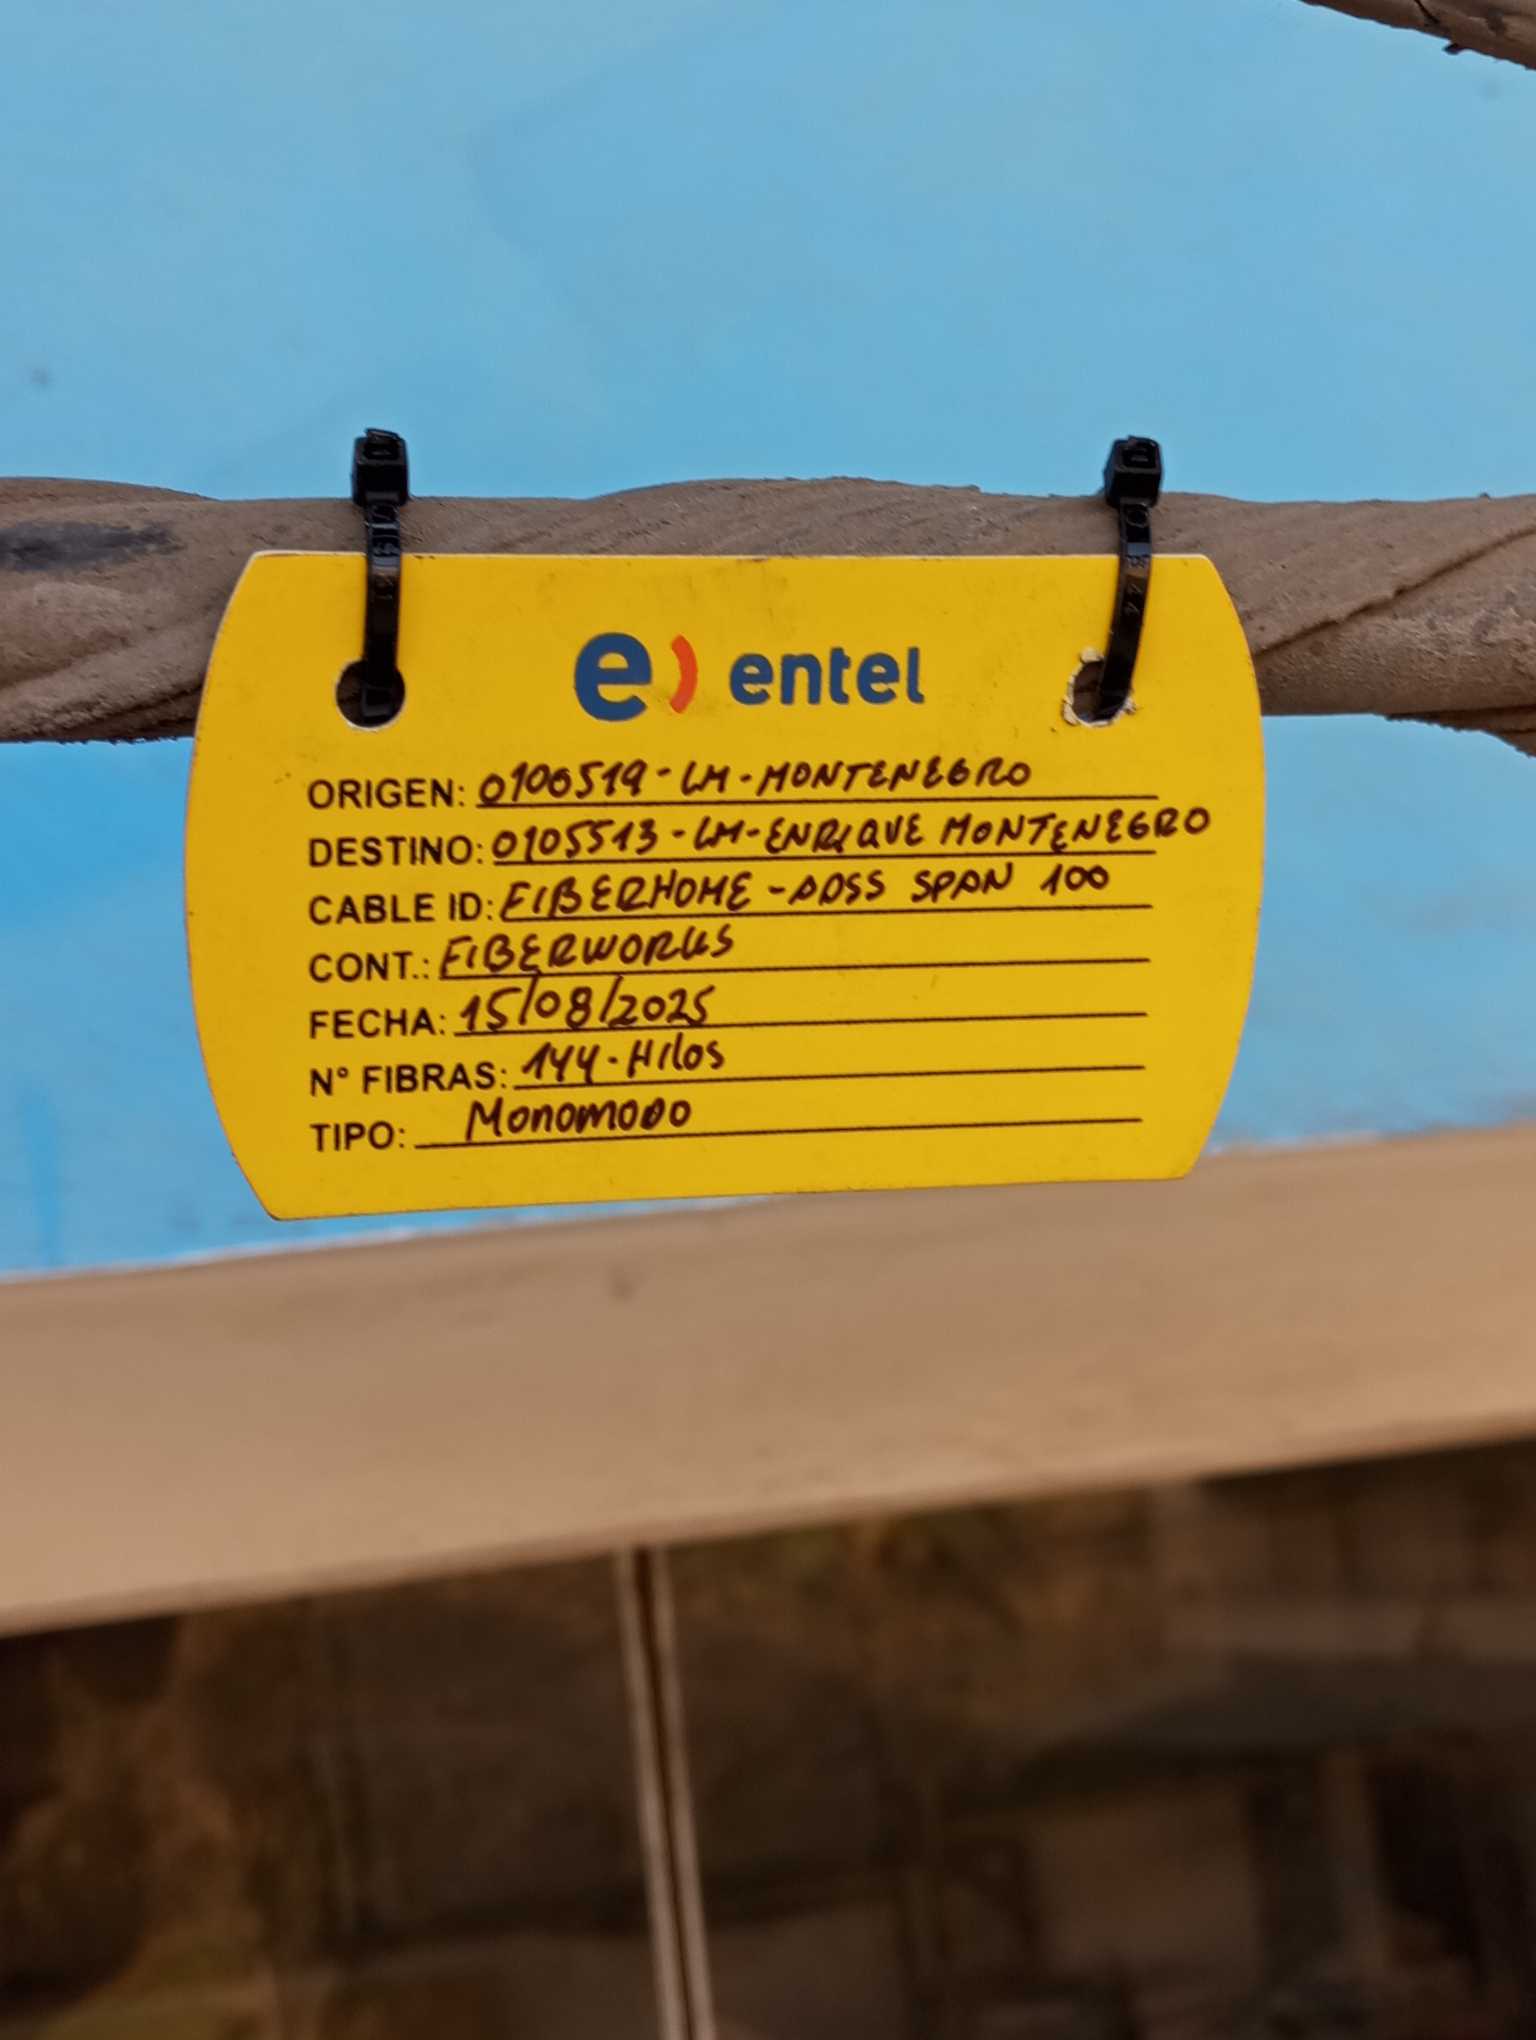 e) entel
ORIGEN: 0106519-LM-MONTENEGRO
DESTINO: 0105513-LM-ENRIQUE MONTENEGRO
CABLE ID: FIBERHOME-ADSS SPAN 100
CONT.: FIBERWORKS
FECHA: 15/08/2025
N° FIBRAS: 144-Hilos
TIPO: MONOMODO